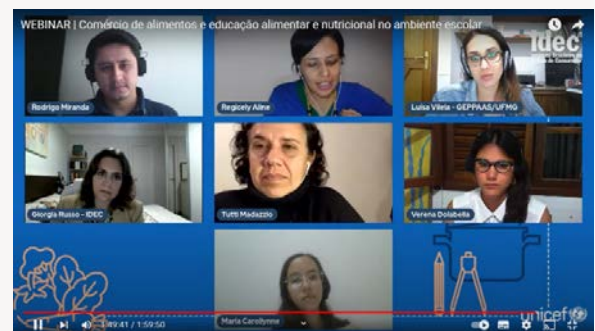 WEBINAR | Comércio de alimentos e educação alimentar e nutricional no ambiente escolar
idec
Rodrigo Miranda
Regicely Aline
Luisa Vilela - GEPPAAS/UFMG
Giorgia Russo - IDEC
Tutti Madazzio
Verena Dolabella
Maria Carolynne
unicef
49:41 / 1:59:50